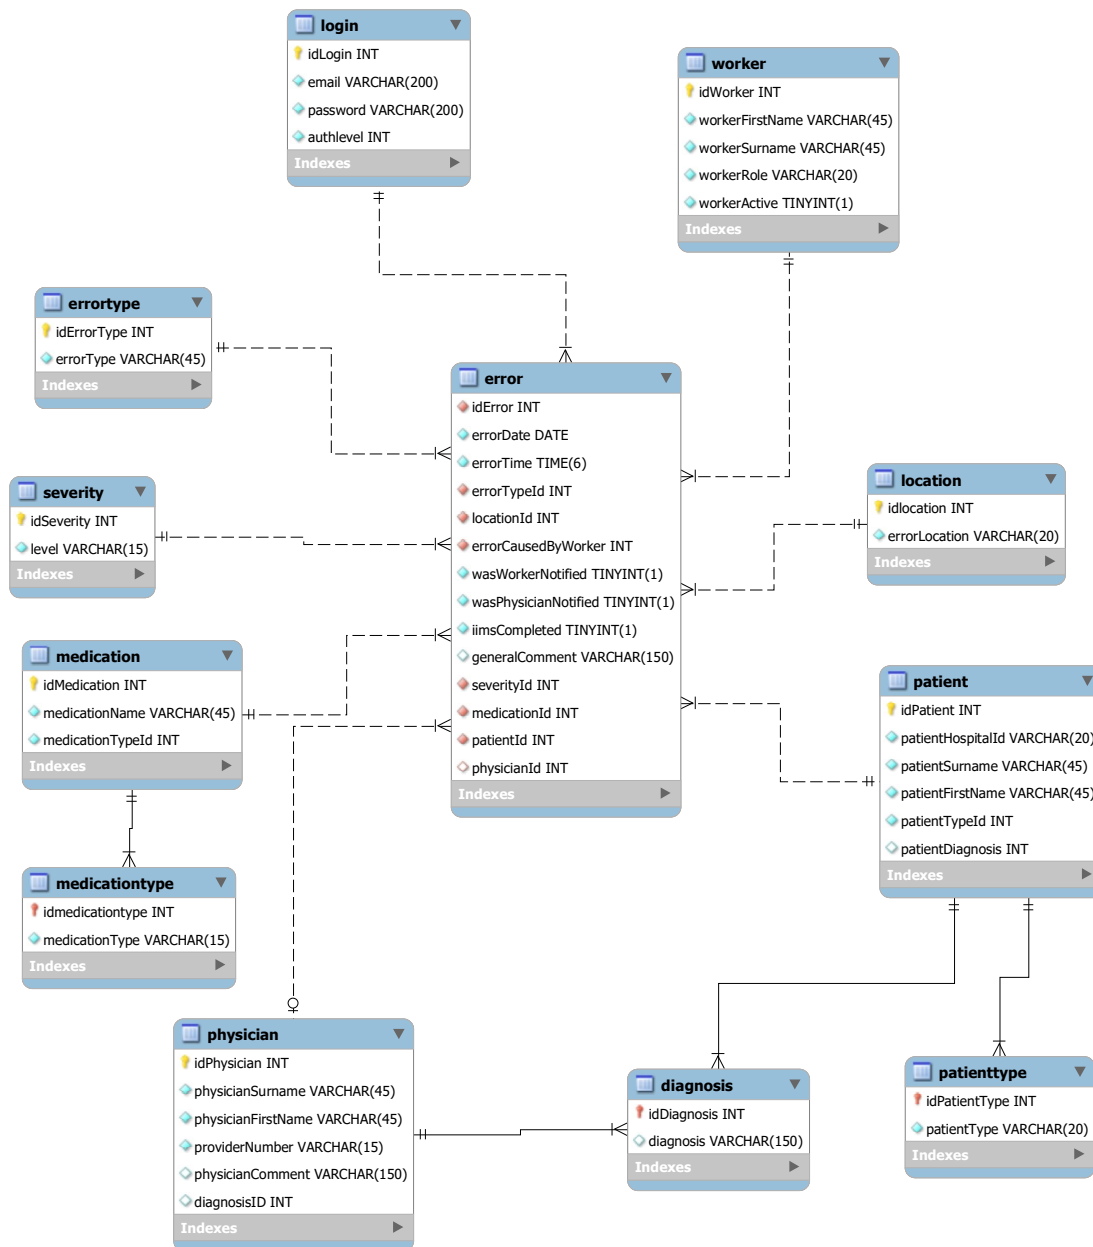 login
idLogin INT
email VARCHAR(200)
password VARCHAR(200)
authlevel INT
Indexes
worker
idWorker INT
workerFirstName VARCHAR(45)
workerSurname VARCHAR(45)
workerRole VARCHAR(20)
workerActive TINYINT(1)
Indexes
errortype
idErrorType INT
errorType VARCHAR(45)
Indexes
error
idError INT
errorDate DATE
errorTime TIME(6)
errorTypeId INT
locationId INT
errorCausedByWorker INT
wasWorkerNotified TINYINT(1)
wasPhysicianNotified TINYINT(1)
iimsCompleted TINYINT(1)
generalComment VARCHAR(150)
severityId INT
medicationId INT
patientId INT
physicianId INT
Indexes
severity
idSeverity INT
level VARCHAR(15)
Indexes
location
idlocation INT
errorLocation VARCHAR(20)
Indexes
medication
idMedication INT
medicationName VARCHAR(45)
medicationTypeId INT
Indexes
patient
idPatient INT
patientHospitalId VARCHAR(20)
patientSurname VARCHAR(45)
patientFirstName VARCHAR(45)
patientTypeId INT
patientDiagnosis INT
Indexes
medicationtype
idmedicationtype INT
medicationType VARCHAR(15)
Indexes
physician
idPhysician INT
physicianSurname VARCHAR(45)
physicianFirstName VARCHAR(45)
providerNumber VARCHAR(15)
physicianComment VARCHAR(150)
diagnosisID INT
Indexes
diagnosis
idDiagnosis INT
diagnosis VARCHAR(150)
Indexes
patienttype
idPatientType INT
patientType VARCHAR(20)
Indexes